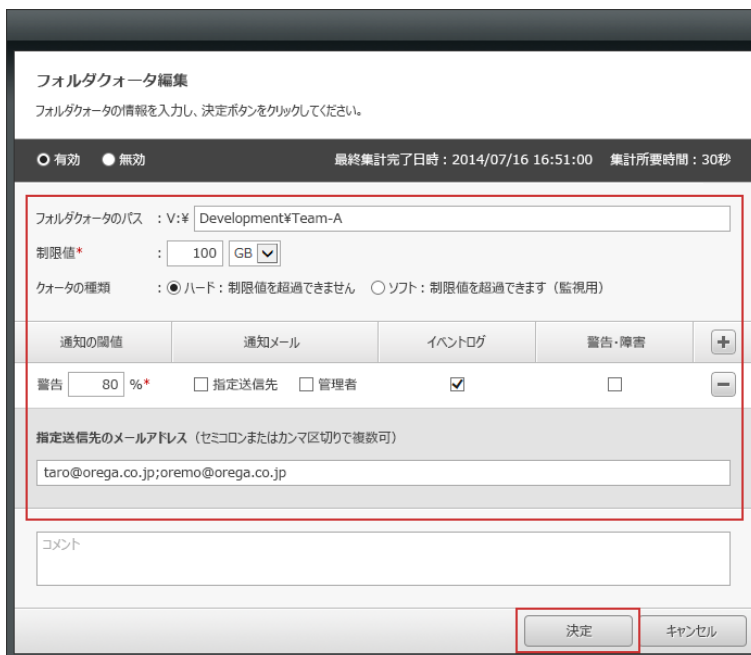 フォルダクォータ編集
フォルダクォータの情報を入力し、決定ボタンをクリックしてください。
有効 無効 最終集計完了日時：2014/07/16 16:51:00 集計所要時間：30秒
フォルダクォータのパス ：V:¥ Development¥Team-A
制限値* ： 100 GB
クォータの種類 ： ハード：制限値を超過できません ソフト：制限値を超過できます（監視用）
通知の閾値 通知メール イベントログ 警告・障害 +
警告 80 %* 指定送信先 管理者 −
指定送信先のメールアドレス（セミコロンまたはカンマ区切りで複数可）
taro@orega.co.jp;oremo@orega.co.jp
コメント
決定 キャンセル